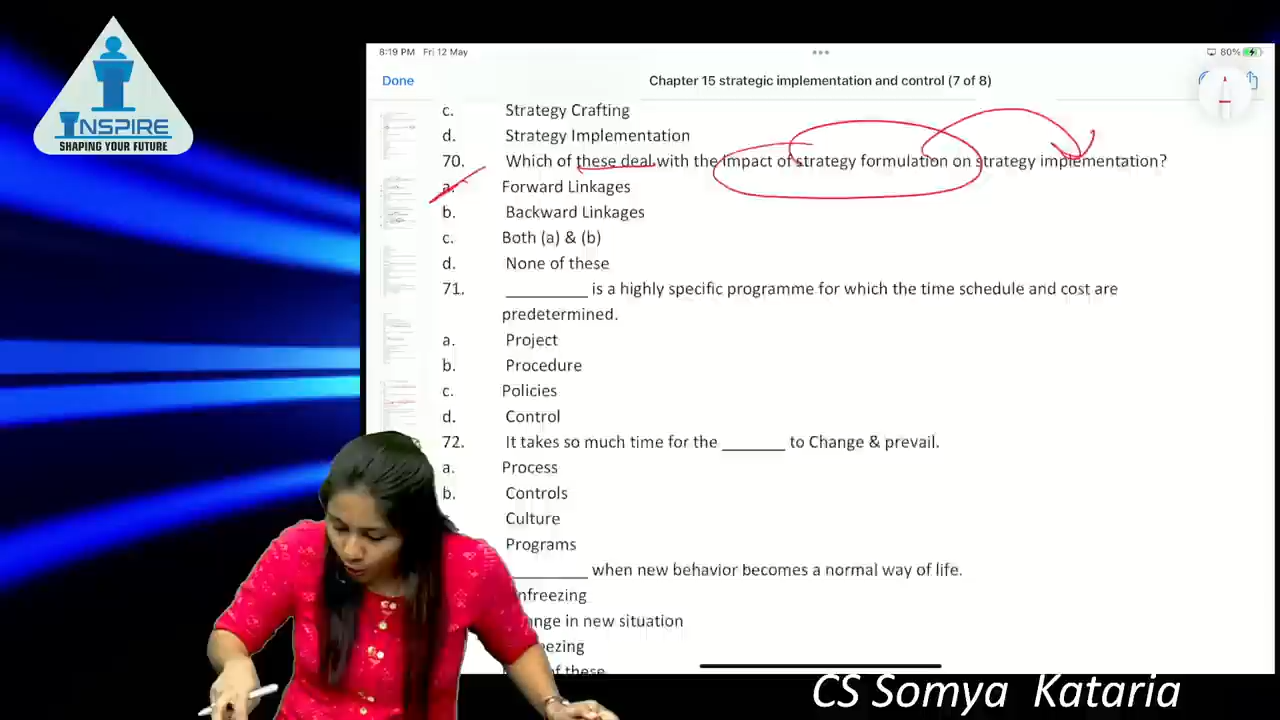 INSPIRE
SHAPING YOUR FUTURE
8:19 PM Fri 12 May
80%
Done
Chapter 15 strategic implementation and control (7 of 8)
c. Strategy Crafting
d. Strategy Implementation
70. Which of these deal with the impact of strategy formulation on strategy implementation?
a. Forward Linkages
b. Backward Linkages
c. Both (a) & (b)
d. None of these
71. ________ is a highly specific programme for which the time schedule and cost are
predetermined.
a. Project
b. Procedure
c. Policies
d. Control
72. It takes so much time for the ______ to Change & prevail.
a. Process
b. Controls
Culture
Programs
________ when new behavior becomes a normal way of life.
in new situation
of these
CS Somya Kataria